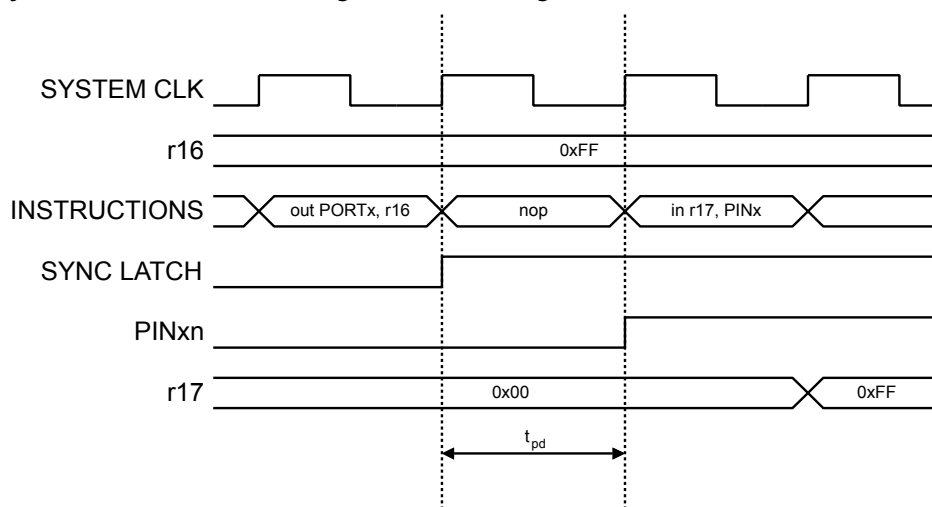 SYSTEM CLK
r16
0xFF
INSTRUCTIONS
out PORTx, r16
nop
in r17, PINx
SYNC LATCH
PINxn
r17
0x00
0xFF
tpd